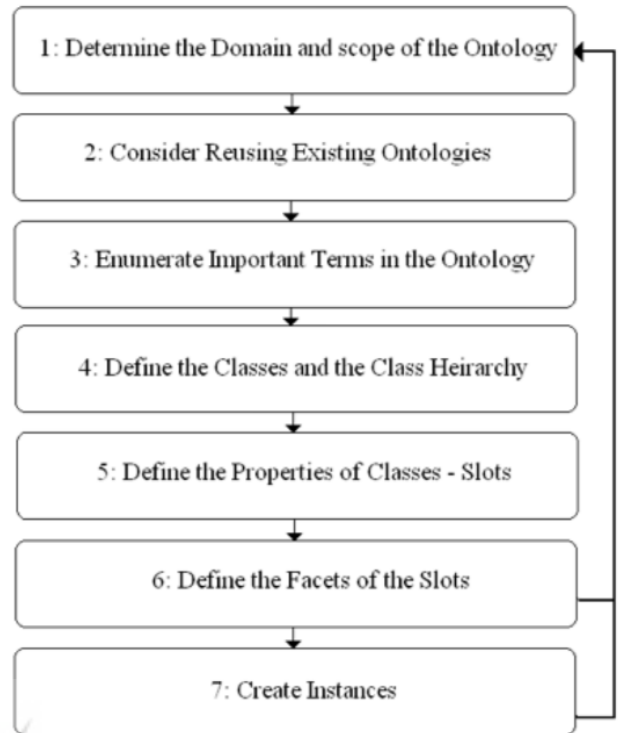 1: Determine the Domain and scope of the Ontology
2: Consider Reusing Existing Ontologies
3: Enumerate Important Terms in the Ontology
4: Define the Classes and the Class Heirarchy
5: Define the Properties of Classes - Slots
6: Define the Facets of the Slots
7: Create Instances